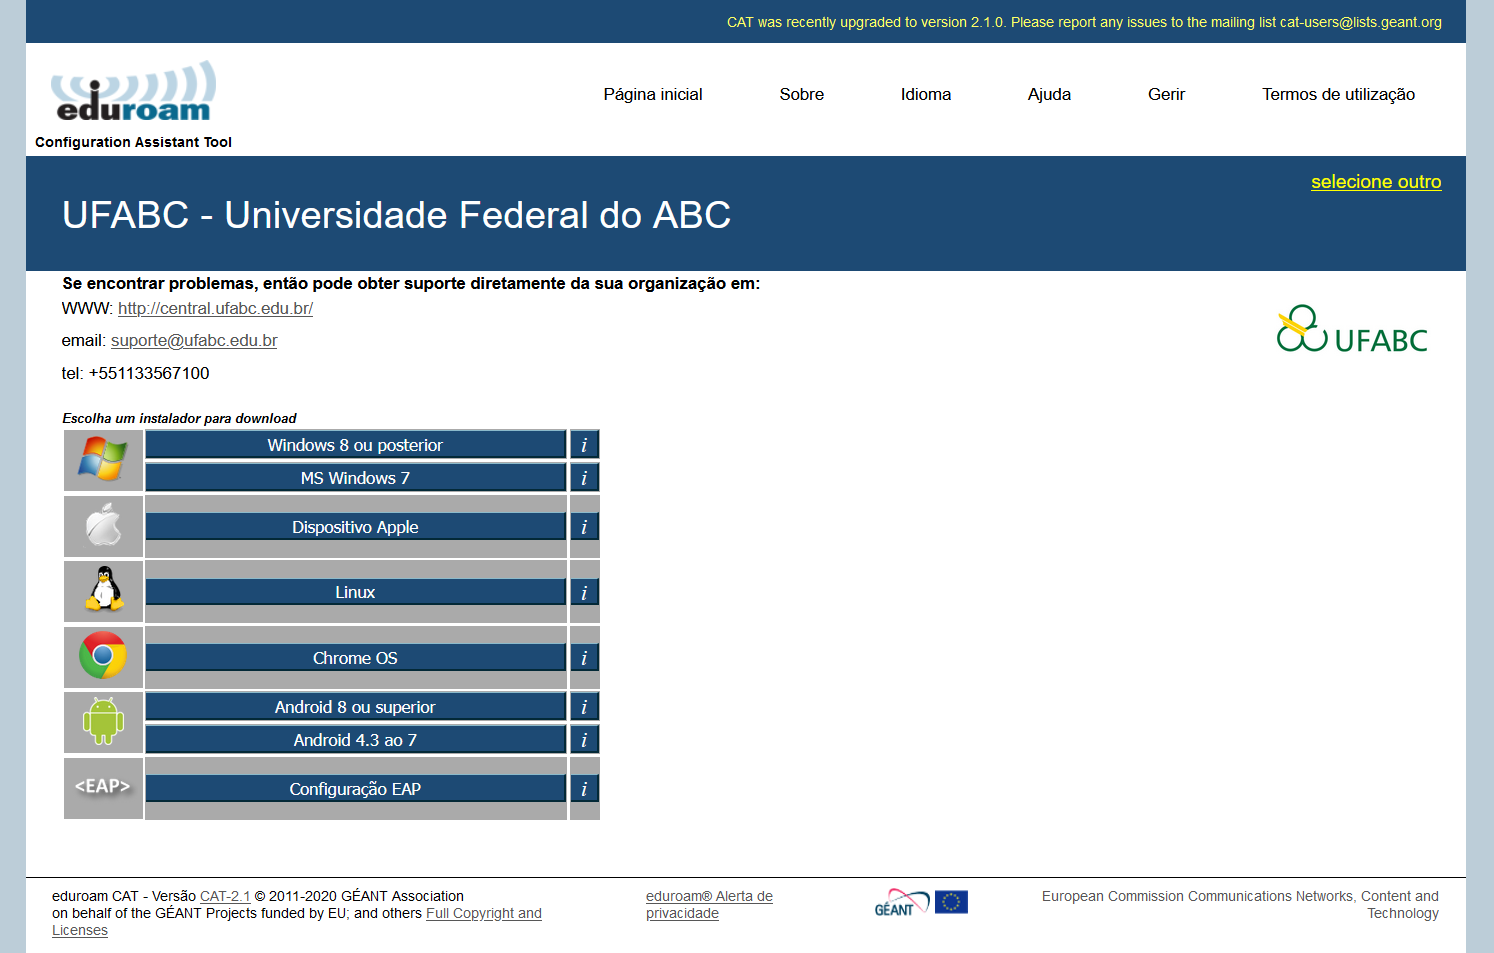 CAT was recently upgraded to version 2.1.0. Please report any issues to the mailing list cat-users@lists.geant.org
eduroam
Configuration Assistant Tool
Página inicial
Sobre
Idioma
Ajuda
Gerir
Termos de utilização
selecione outro
UFABC - Universidade Federal do ABC
Se encontrar problemas, então pode obter suporte diretamente da sua organização em:
WWW: http://central.ufabc.edu.br/
email: suporte@ufabc.edu.br
tel: +551133567100
UFABC
Escolha um instalador para download
Windows 8 ou posterior
i
MS Windows 7
i
Dispositivo Apple
i
Linux
i
Chrome OS
i
Android 8 ou superior
i
Android 4.3 ao 7
i
<EAP>
Configuração EAP
i
eduroam CAT - Versão CAT-2.1 © 2011-2020 GÉANT Association
on behalf of the GÉANT Projects funded by EU; and others Full Copyright and
Licenses
eduroam® Alerta de
privacidade
GÉANT
European Commission Communications Networks, Content and
Technology